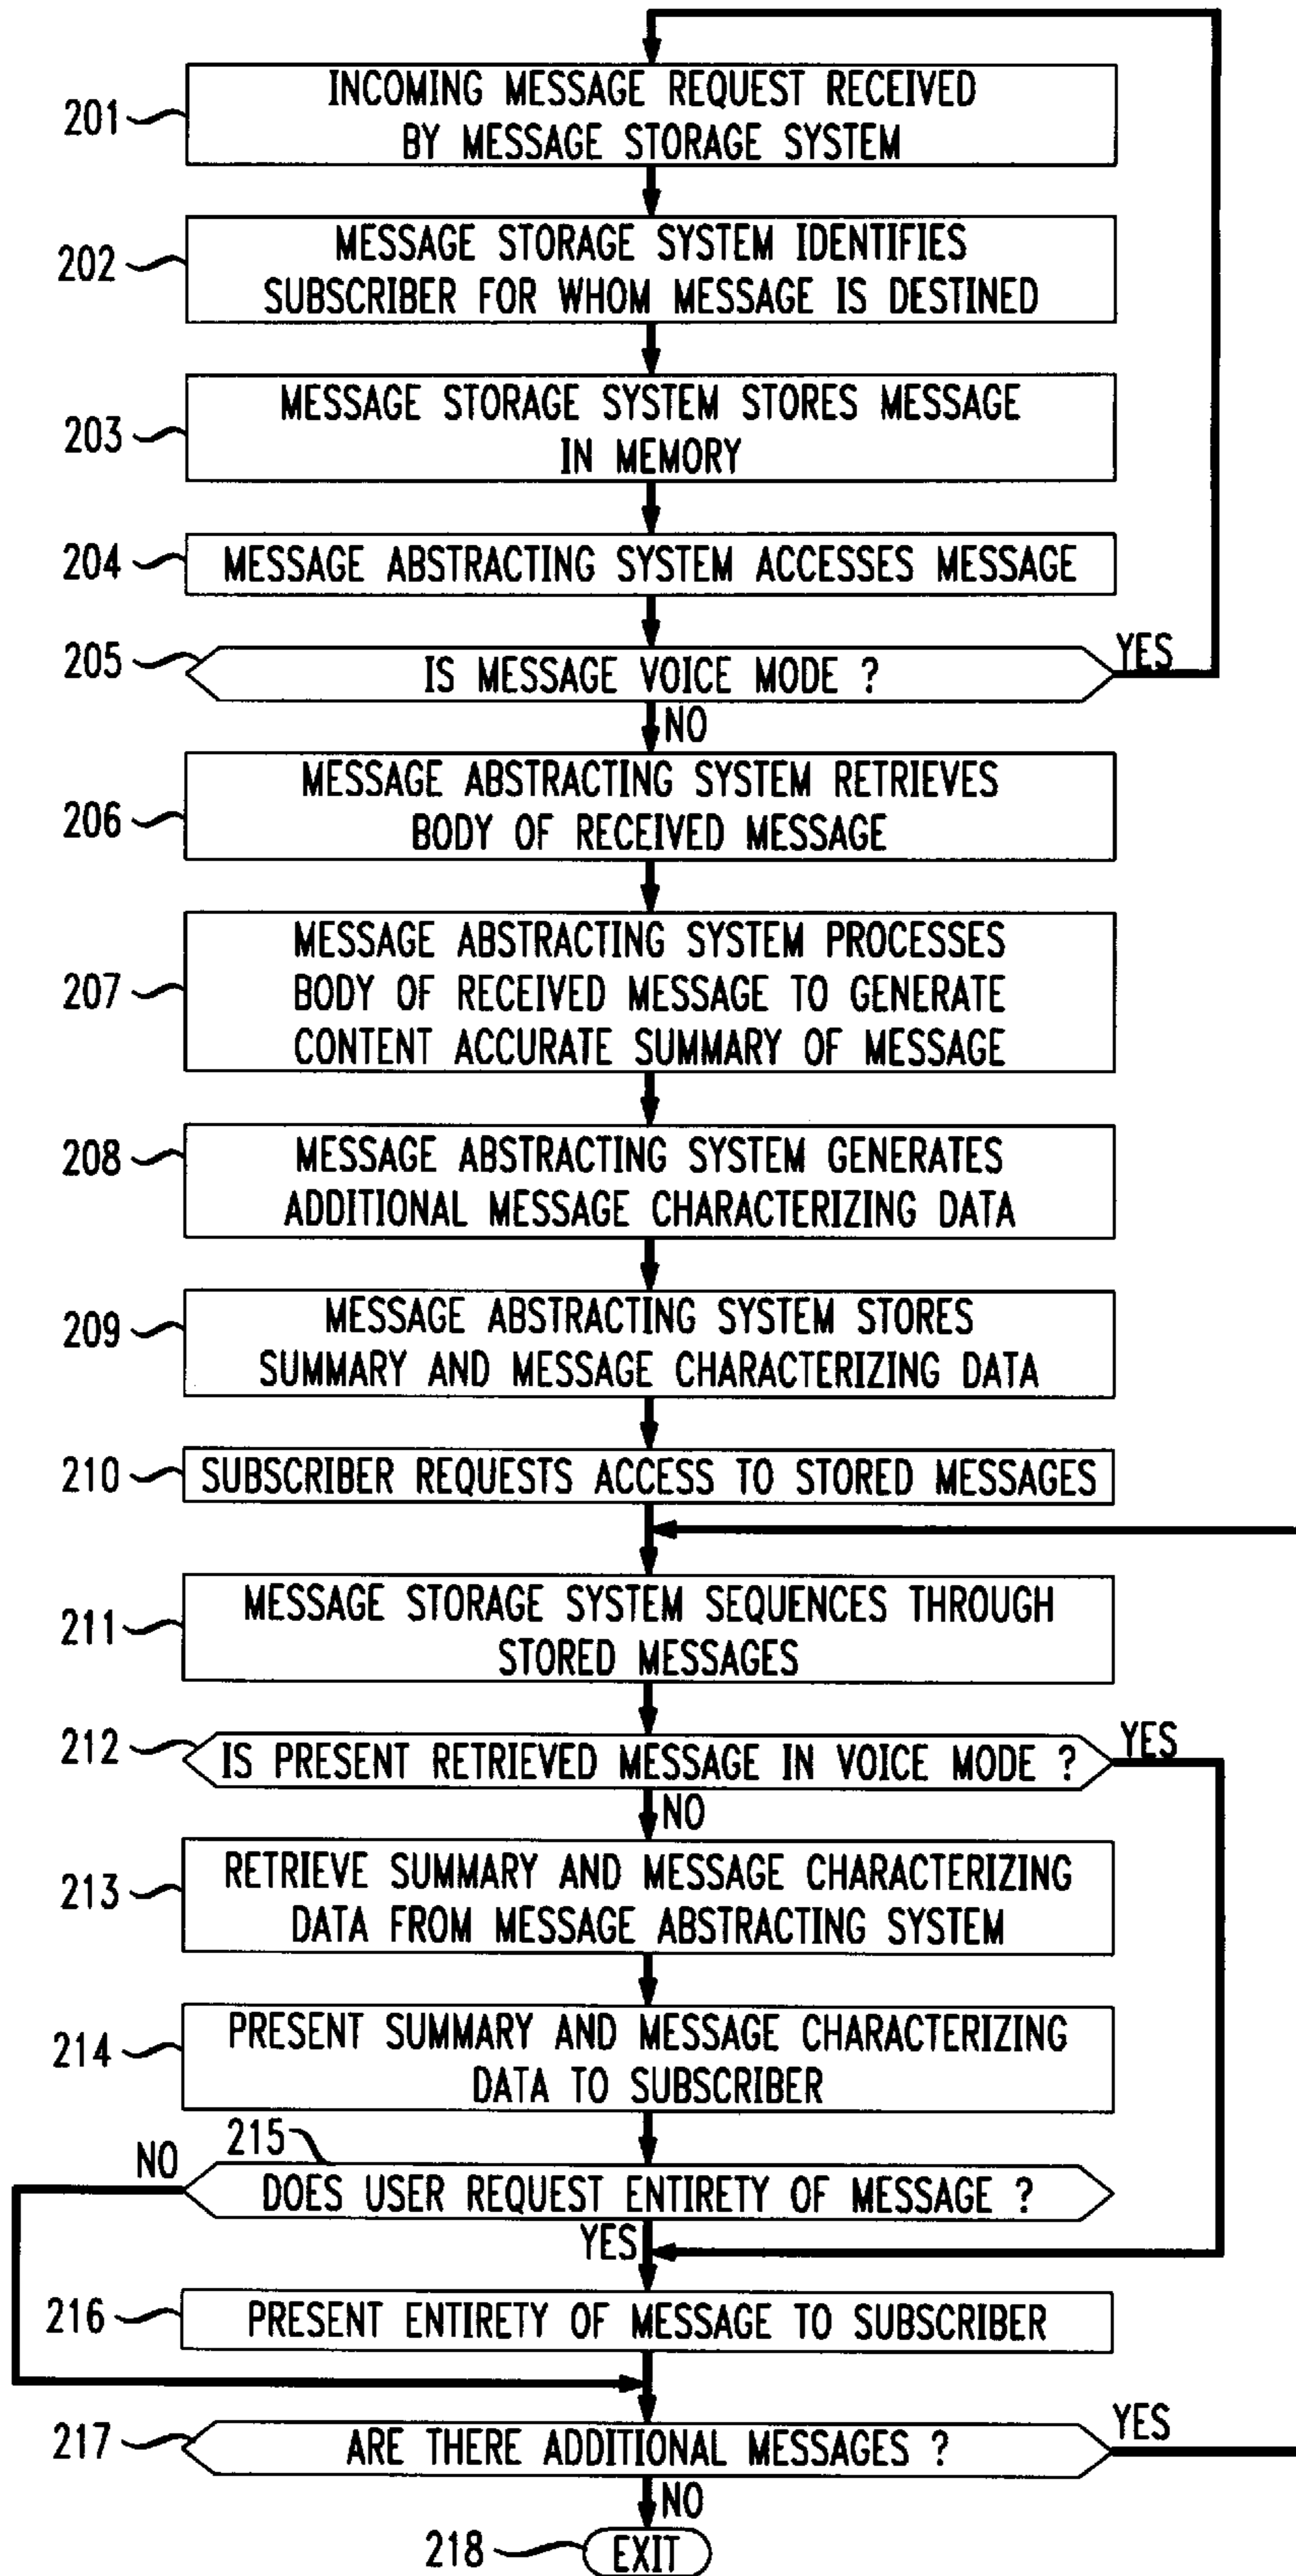 201
INCOMING MESSAGE REQUEST RECEIVED
BY MESSAGE STORAGE SYSTEM
202
MESSAGE STORAGE SYSTEM IDENTIFIES
SUBSCRIBER FOR WHOM MESSAGE IS DESTINED
203
MESSAGE STORAGE SYSTEM STORES MESSAGE
IN MEMORY
204
MESSAGE ABSTRACTING SYSTEM ACCESSES MESSAGE
205
IS MESSAGE VOICE MODE ?
YES
NO
206
MESSAGE ABSTRACTING SYSTEM RETRIEVES
BODY OF RECEIVED MESSAGE
207
MESSAGE ABSTRACTING SYSTEM PROCESSES
BODY OF RECEIVED MESSAGE TO GENERATE
CONTENT ACCURATE SUMMARY OF MESSAGE
208
MESSAGE ABSTRACTING SYSTEM GENERATES
ADDITIONAL MESSAGE CHARACTERIZING DATA
209
MESSAGE ABSTRACTING SYSTEM STORES
SUMMARY AND MESSAGE CHARACTERIZING DATA
210
SUBSCRIBER REQUESTS ACCESS TO STORED MESSAGES
211
MESSAGE STORAGE SYSTEM SEQUENCES THROUGH
STORED MESSAGES
212
IS PRESENT RETRIEVED MESSAGE IN VOICE MODE ?
YES
NO
213
RETRIEVE SUMMARY AND MESSAGE CHARACTERIZING
DATA FROM MESSAGE ABSTRACTING SYSTEM
214
PRESENT SUMMARY AND MESSAGE CHARACTERIZING
DATA TO SUBSCRIBER
215
NO
DOES USER REQUEST ENTIRETY OF MESSAGE ?
YES
216
PRESENT ENTIRETY OF MESSAGE TO SUBSCRIBER
217
ARE THERE ADDITIONAL MESSAGES ?
YES
NO
218
EXIT